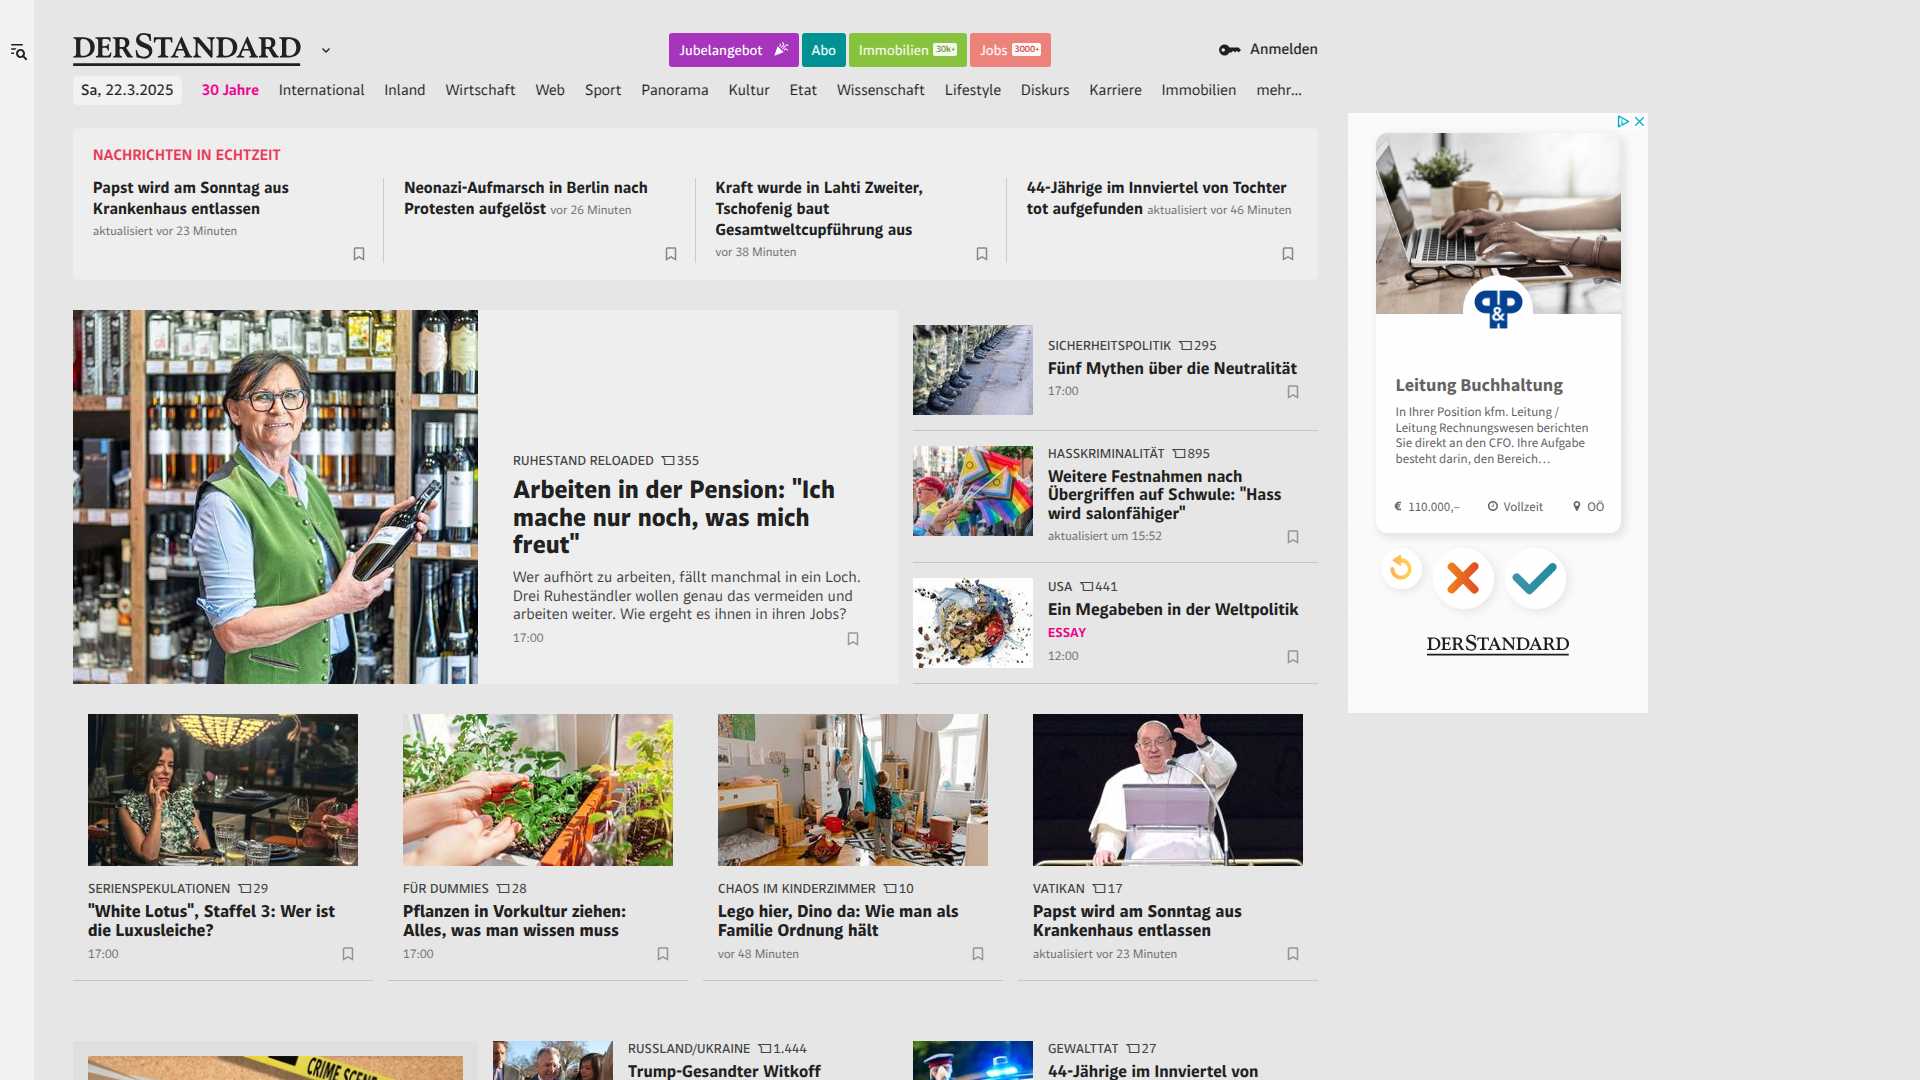 DERSTANDARD
Jubelangebot
Abo
Immobilien 30k+
Jobs 3000+
Anmelden
Sa, 22.3.2025
30 Jahre
International
Inland
Wirtschaft
Web
Sport
Panorama
Kultur
Etat
Wissenschaft
Lifestyle
Diskurs
Karriere
Immobilien
mehr...
NACHRICHTEN IN ECHTZEIT
Papst wird am Sonntag aus
Krankenhaus entlassen
aktualisiert vor 23 Minuten
Neonazi-Aufmarsch in Berlin nach
Protesten aufgelöst vor 26 Minuten
Kraft wurde in Lahti Zweiter,
Tschofenig baut
Gesamtweltcupführung aus
vor 38 Minuten
44-Jährige im Innviertel von Tochter
tot aufgefunden aktualisiert vor 46 Minuten
RUHESTAND RELOADED 355
Arbeiten in der Pension: "Ich
mache nur noch, was mich
freut"
Wer aufhört zu arbeiten, fällt manchmal in ein Loch.
Drei Ruheständler wollen genau das vermeiden und
arbeiten weiter. Wie ergeht es ihnen in ihren Jobs?
17:00
SICHERHEITSPOLITIK 295
Fünf Mythen über die Neutralität
17:00
HASSKRIMINALITÄT 895
Weitere Festnahmen nach
Übergriffen auf Schwule: "Hass
wird salonfähiger"
aktualisiert um 15:52
USA 441
Ein Megabeben in der Weltpolitik
ESSAY
12:00
P&P
Leitung Buchhaltung
In Ihrer Position kfm. Leitung /
Leitung Rechnungswesen berichten
Sie direkt an den CFO. Ihre Aufgabe
besteht darin, den Bereich…
€ 110.000,–
Vollzeit
OÖ
DERSTANDARD
SERIENSPEKULATIONEN 29
"White Lotus", Staffel 3: Wer ist
die Luxusleiche?
17:00
FÜR DUMMIES 28
Pflanzen in Vorkultur ziehen:
Alles, was man wissen muss
17:00
CHAOS IM KINDERZIMMER 10
Lego hier, Dino da: Wie man als
Familie Ordnung hält
vor 48 Minuten
VATIKAN 17
Papst wird am Sonntag aus
Krankenhaus entlassen
aktualisiert vor 23 Minuten
CRIME SCENE
RUSSLAND/UKRAINE 1.444
Trump-Gesandter Witkoff
GEWALTTAT 27
44-Jährige im Innviertel von